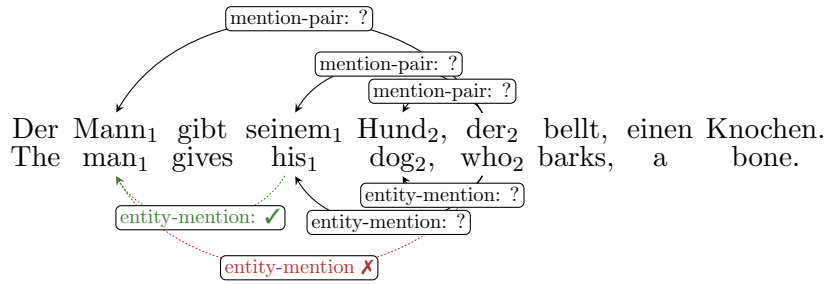 mention-pair: ?
mention-pair: ?
mention-pair: ?
Der Mann1 gibt seinem1 Hund2, der2 bellt, einen Knochen.
The man1 gives his1 dog2, who2 barks, a bone.
entity-mention: ?
entity-mention: ✓
entity-mention: ?
entity-mention ✗